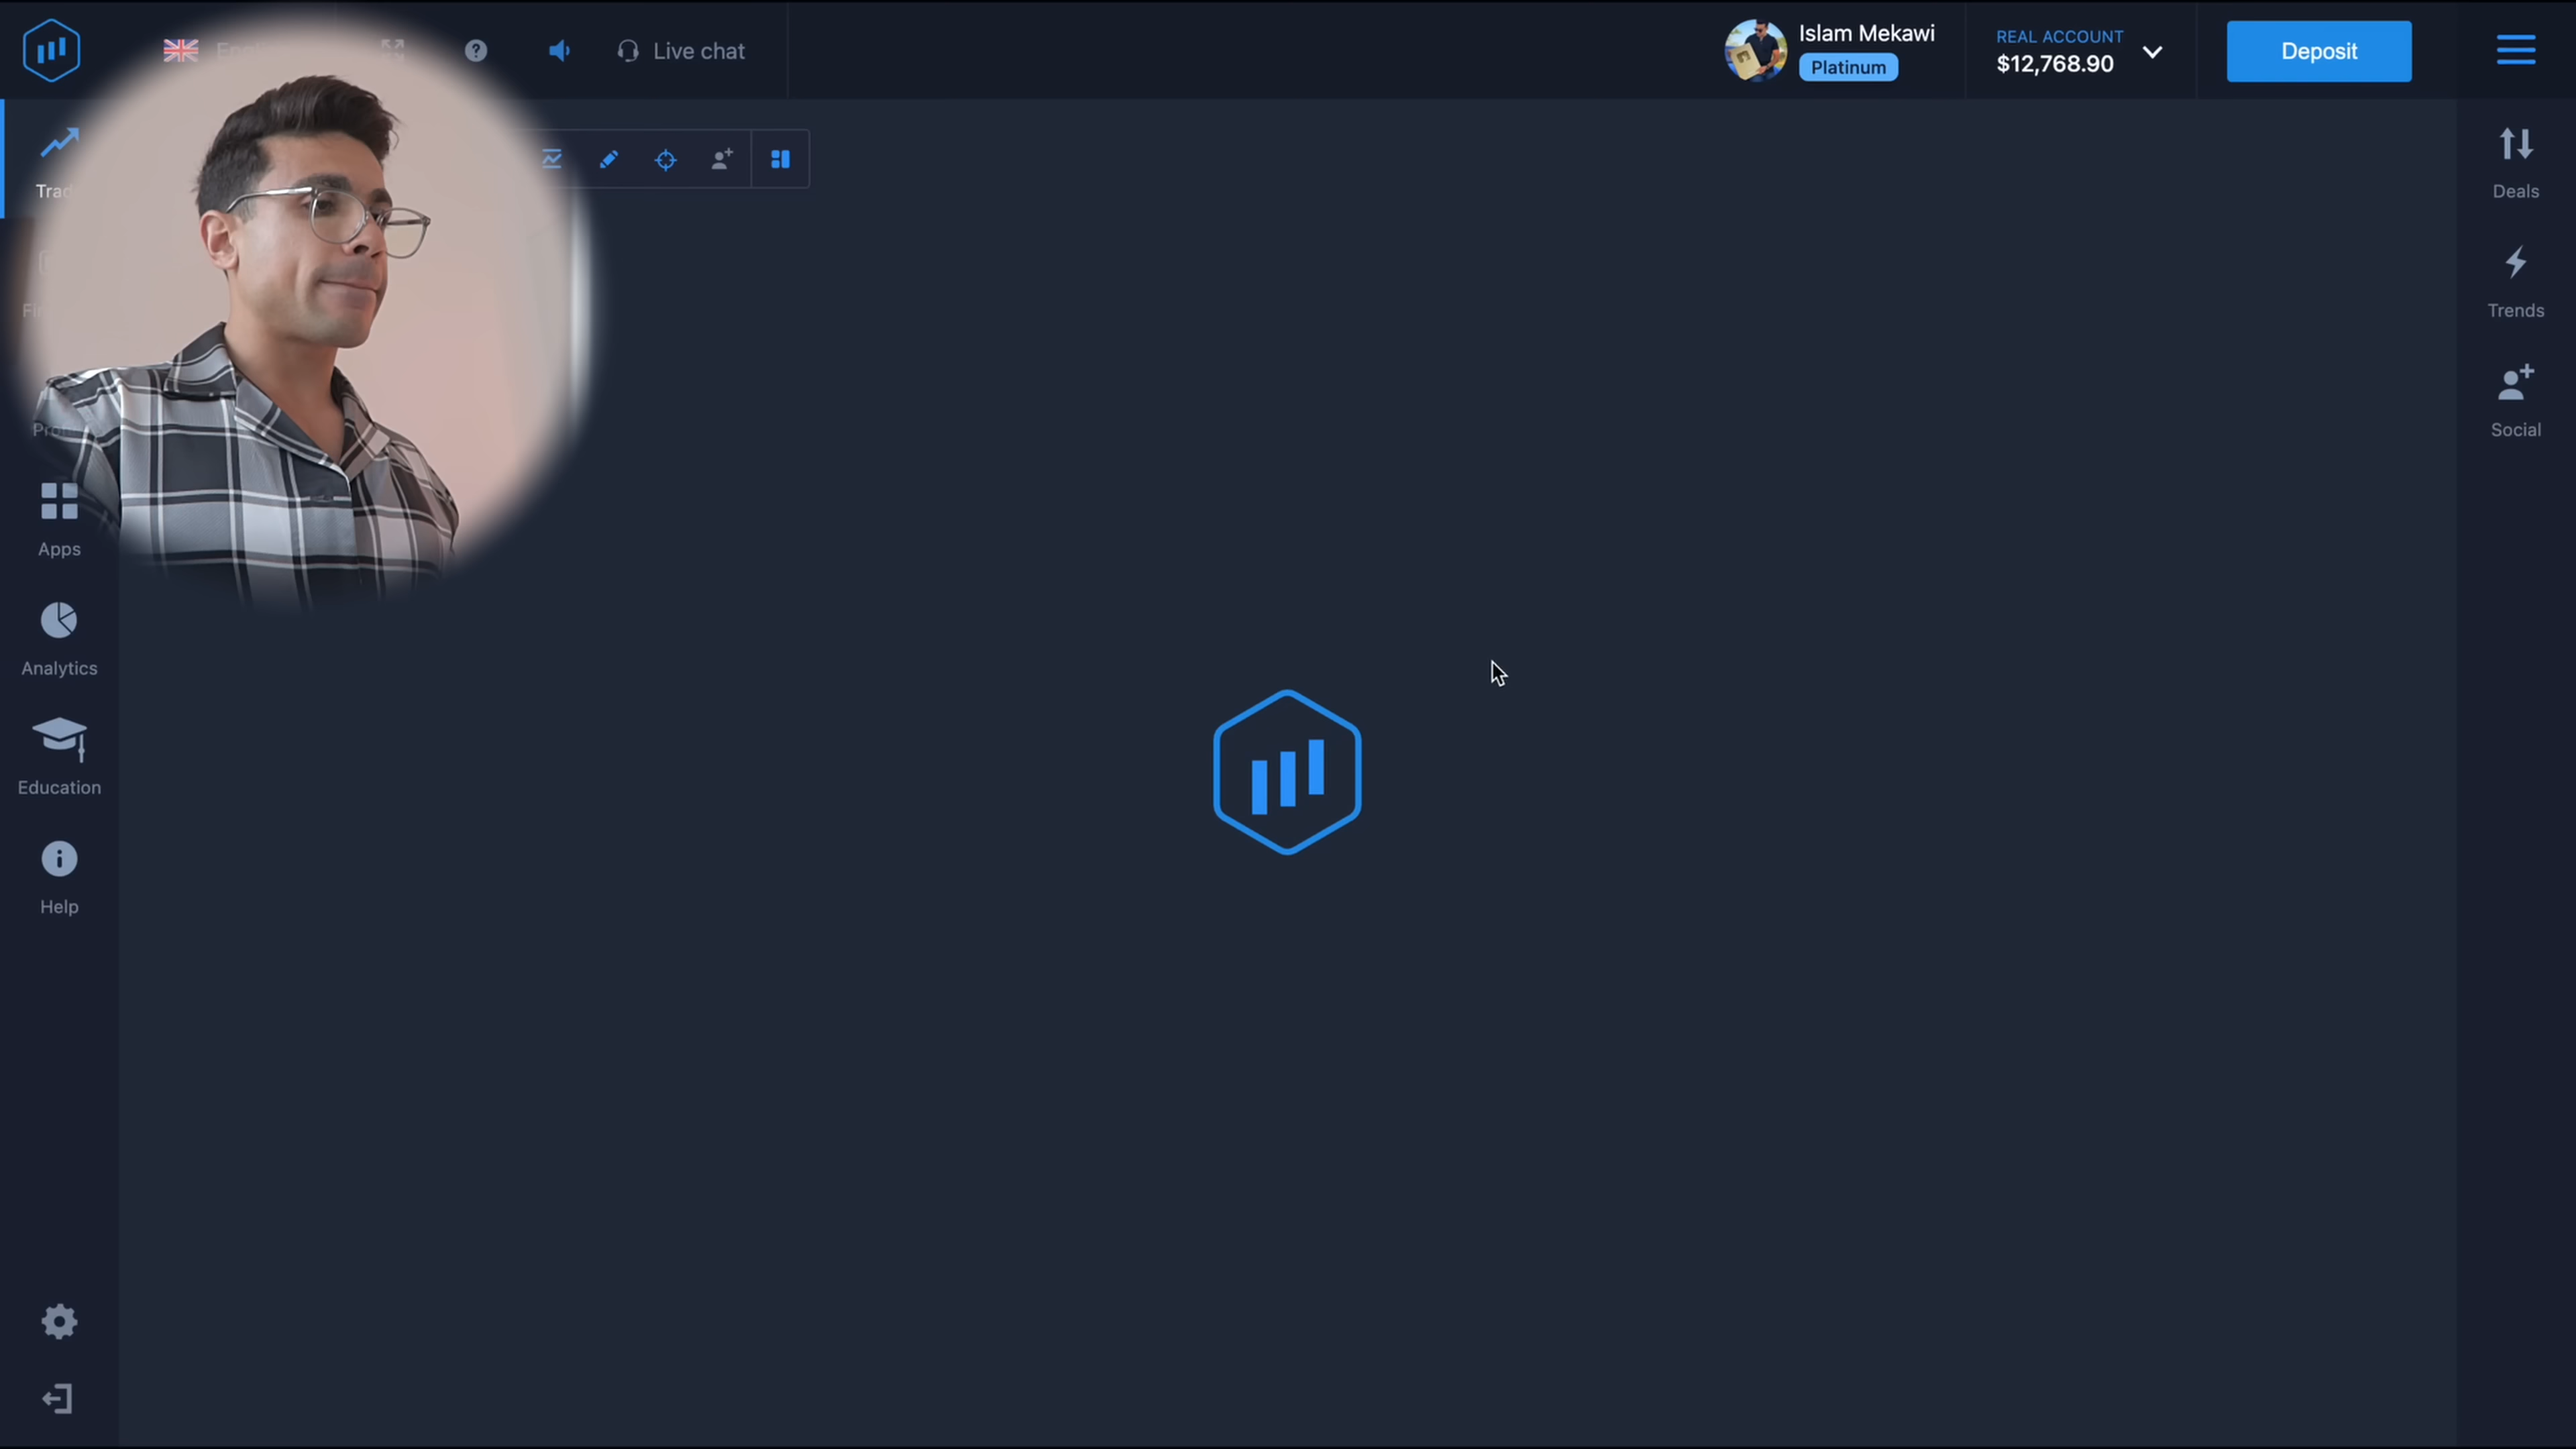 Live chat
Islam Mekawi
Platinum
REAL ACCOUNT
$12,768.90
Deposit
Deals
Trends
Social
Apps
Analytics
Education
Help